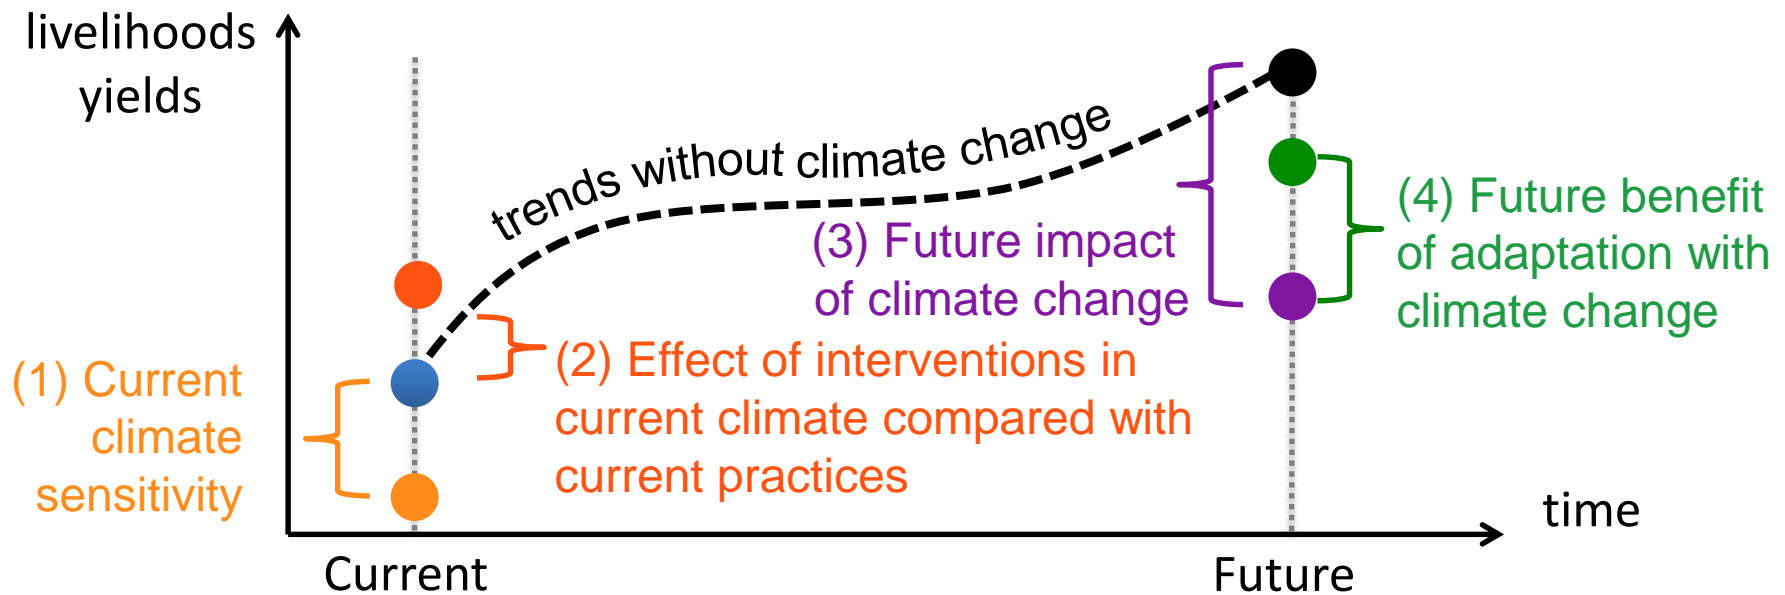 livelihoods
yields
trends without climate change
(1) Current
climate
sensitivity
(2) Effect of interventions in
current climate compared with
current practices
(3) Future impact
of climate change
(4) Future benefit
of adaptation with
climate change
time
Current
Future